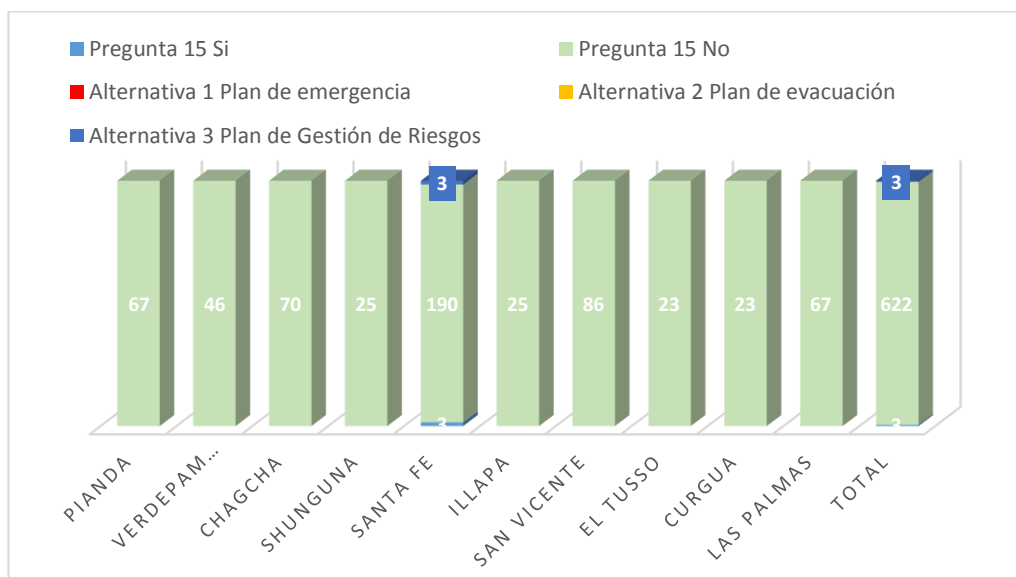 Pregunta 15 Si
Pregunta 15 No
Alternativa 1 Plan de emergencia
Alternativa 2 Plan de evacuación
Alternativa 3 Plan de Gestión de Riesgos
3 3
67 46 70 25 190 25 86 23 23 67 622
3 3
PIANDA
VERDEPAM...
CHAGCHA
SHUNGUNA
SANTA FE
ILLAPA
SAN VICENTE
EL TUSSO
CURGUA
LAS PALMAS
TOTAL